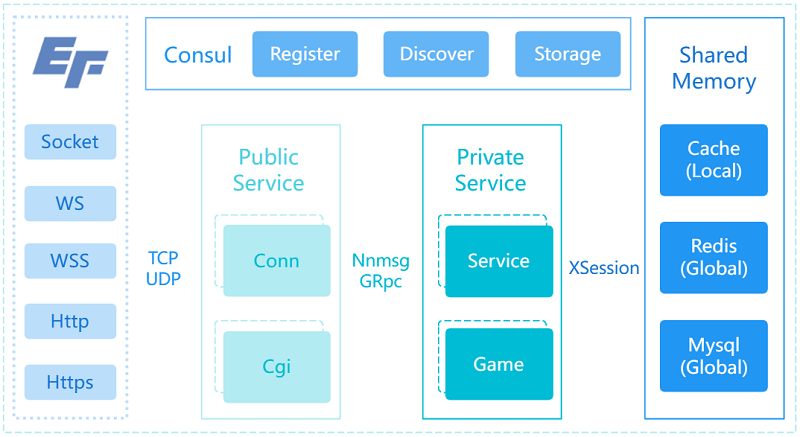 EF
Socket
WS
WSS
Http
Https
Consul
Register
Discover
Storage
TCP
UDP
Public
Service
Conn
Cgi
Nnmsg
GRpc
Private
Service
Service
Game
XSession
Shared
Memory
Cache
(Local)
Redis
(Global)
Mysql
(Global)